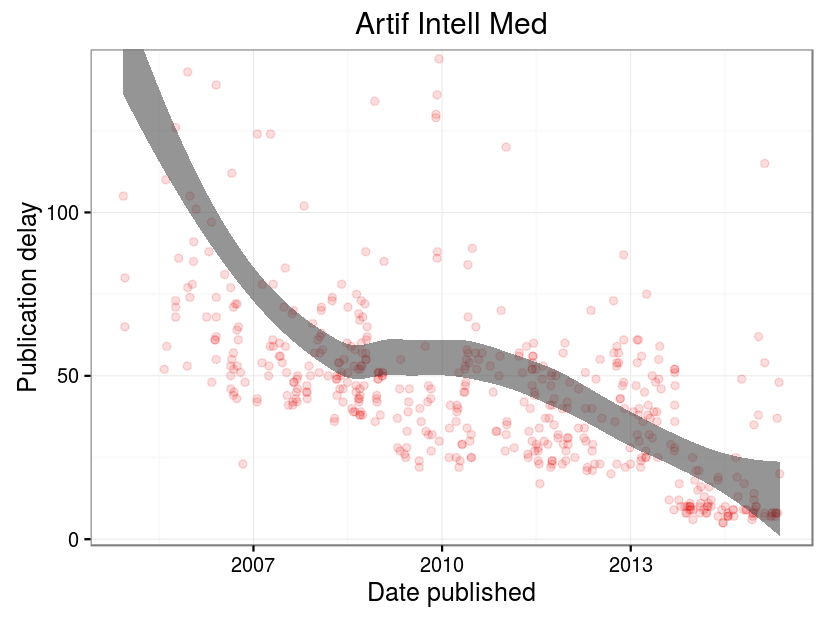 Artif Intell Med
Publication delay
100
50
0
2007
2010
2013
Date published